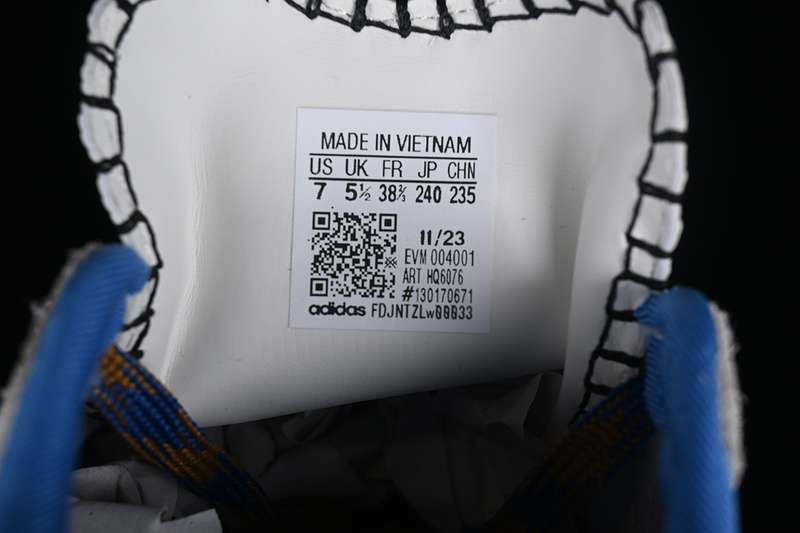 MADE IN VIETNAM
US UK FR JP CHN
7 5½ 38⅔ 240 235
11/23
EVM 004001
ART HQ6076
#130170671
adidas FDJNTZLw00033